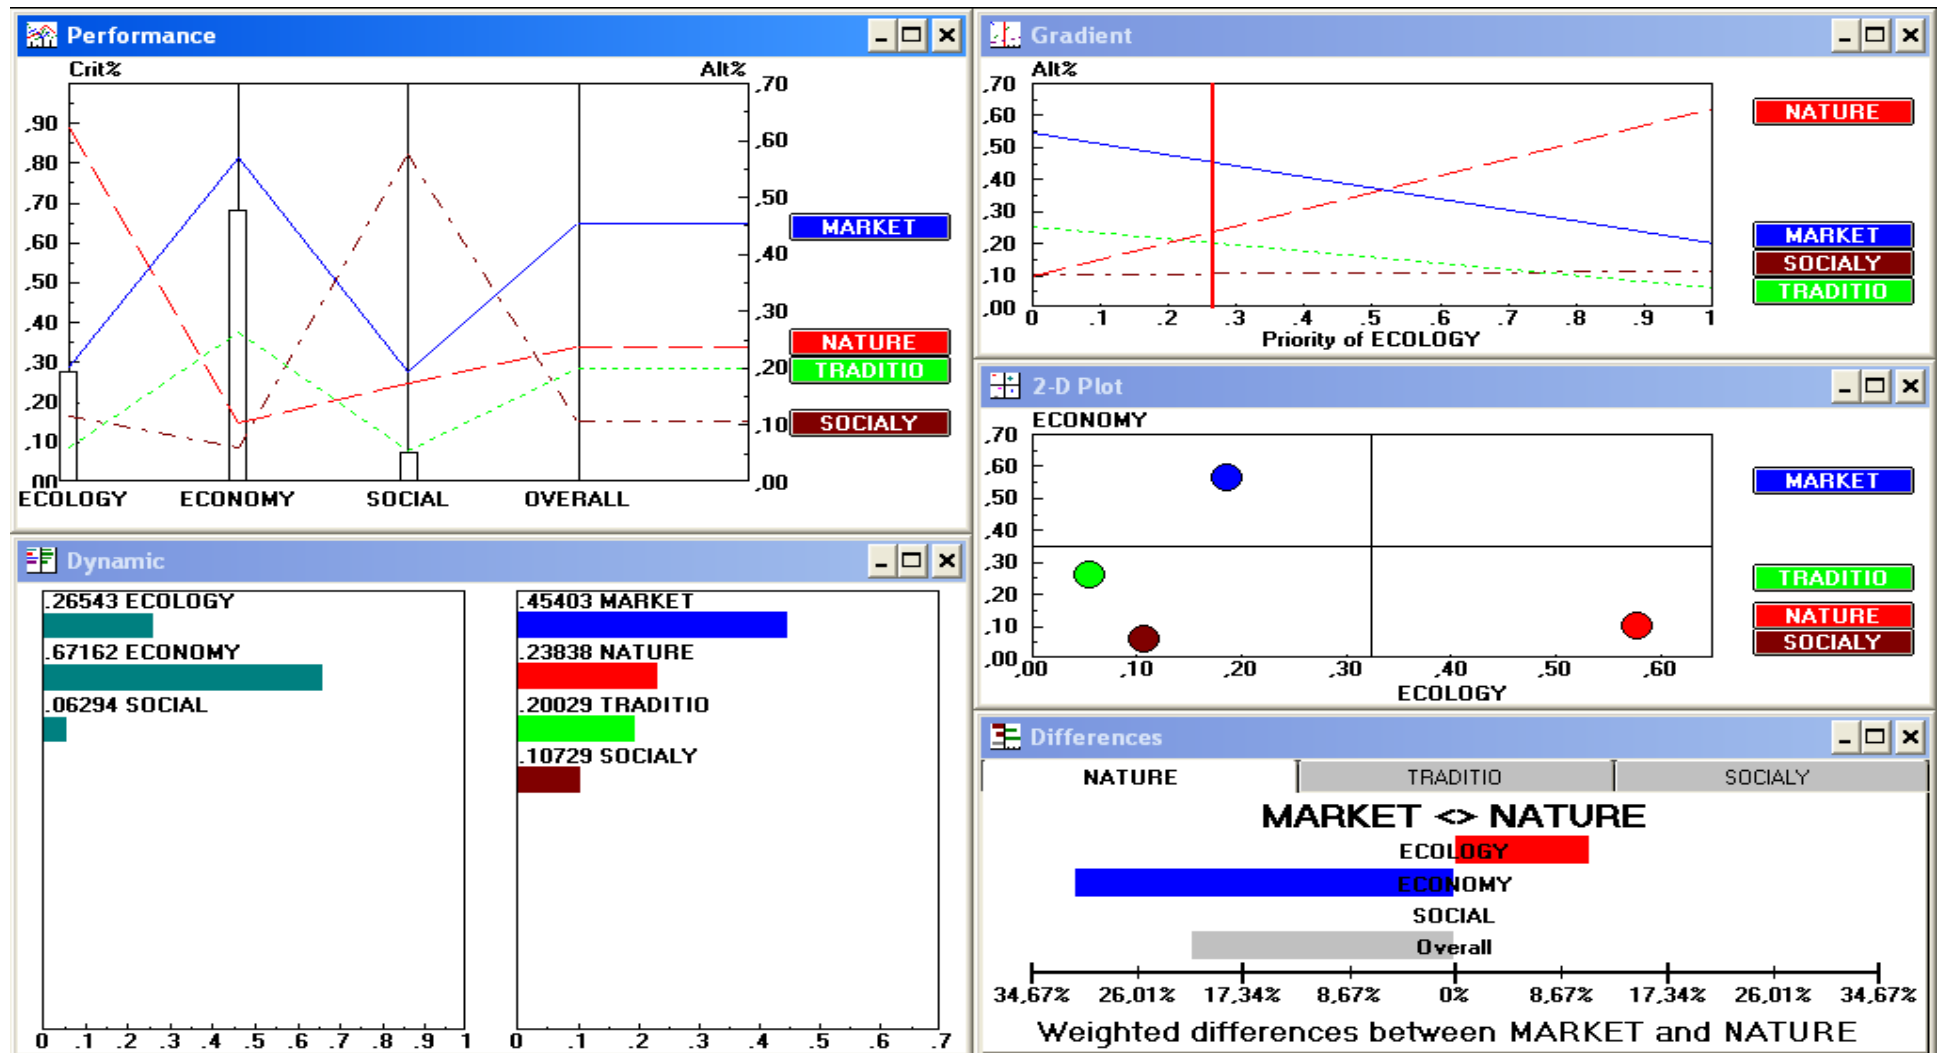 Performance
Crit%
Alt%
,90
,80
,70
,60
,50
,40
,30
,20
,10
,00
,70
,60
,50
,40
,30
,20
,10
,00
MARKET
NATURE
TRADITIO
SOCIALY
ECOLOGY ECONOMY SOCIAL OVERALL
Gradient
Alt%
,70
,60
,50
,40
,30
,20
,10
,00
0 .1 .2 .3 .4 .5 .6 .7 .8 .9 1
Priority of ECOLOGY
NATURE
MARKET
SOCIALY
TRADITIO
2-D Plot
ECONOMY
,70
,60
,50
,40
,30
,20
,10
,00
,00 ,10 ,20 ,30 ,40 ,50 ,60
ECOLOGY
MARKET
TRADITIO
NATURE
SOCIALY
Dynamic
.26543 ECOLOGY
.67162 ECONOMY
.06294 SOCIAL
0 .1 .2 .3 .4 .5 .6 .7 .8 .9 1
.45403 MARKET
.23838 NATURE
.20029 TRADITIO
.10729 SOCIALY
0 .1 .2 .3 .4 .5 .6 .7
Differences
NATURE TRADITIO SOCIALY
MARKET <> NATURE
ECOLOGY
ECONOMY
SOCIAL
Overall
34,67% 26,01% 17,34% 8,67% 0% 8,67% 17,34% 26,01% 34,67%
Weighted differences between MARKET and NATURE